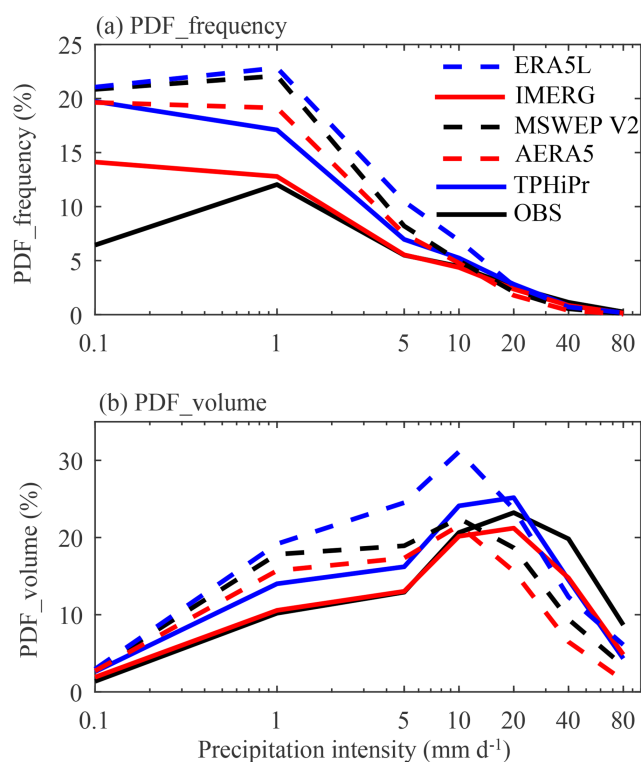 (a) PDF_frequency
PDF_frequency (%)
25
20
15
10
5
0
ERA5L
IMERG
MSWEP V2
AERA5
TPHiPr
OBS
0.1 1 5 10 20 40 80
(b) PDF_volume
PDF_volume (%)
30
20
10
0
0.1 1 5 10 20 40 80
Precipitation intensity (mm d⁻¹)